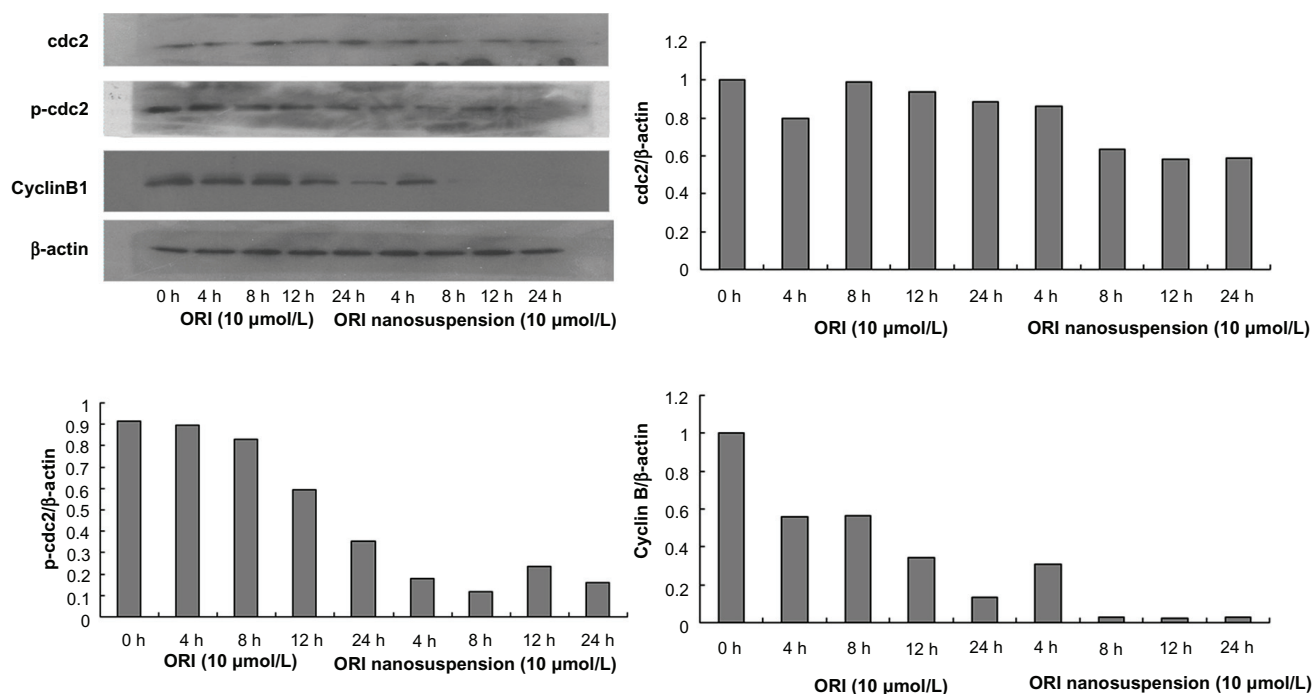 cdc2
p-cdc2
CyclinB1
β-actin
0 h 4 h 8 h 12 h 24 h 4 h 8 h 12 h 24 h
ORI (10 µmol/L) ORI nanosuspension (10 µmol/L)
cdc2/β-actin
1.2
1
0.8
0.6
0.4
0.2
0
0 h 4 h 8 h 12 h 24 h 4 h 8 h 12 h 24 h
ORI (10 µmol/L) ORI nanosuspension (10 µmol/L)
p-cdc2/β-actin
1
0.9
0.8
0.7
0.6
0.5
0.4
0.3
0.2
0.1
0
0 h 4 h 8 h 12 h 24 h 4 h 8 h 12 h 24 h
ORI (10 µmol/L) ORI nanosuspension (10 µmol/L)
Cyclin B/β-actin
1.2
1
0.8
0.6
0.4
0.2
0
0 h 4 h 8 h 12 h 24 h 4 h 8 h 12 h 24 h
ORI (10 µmol/L) ORI nanosuspension (10 µmol/L)